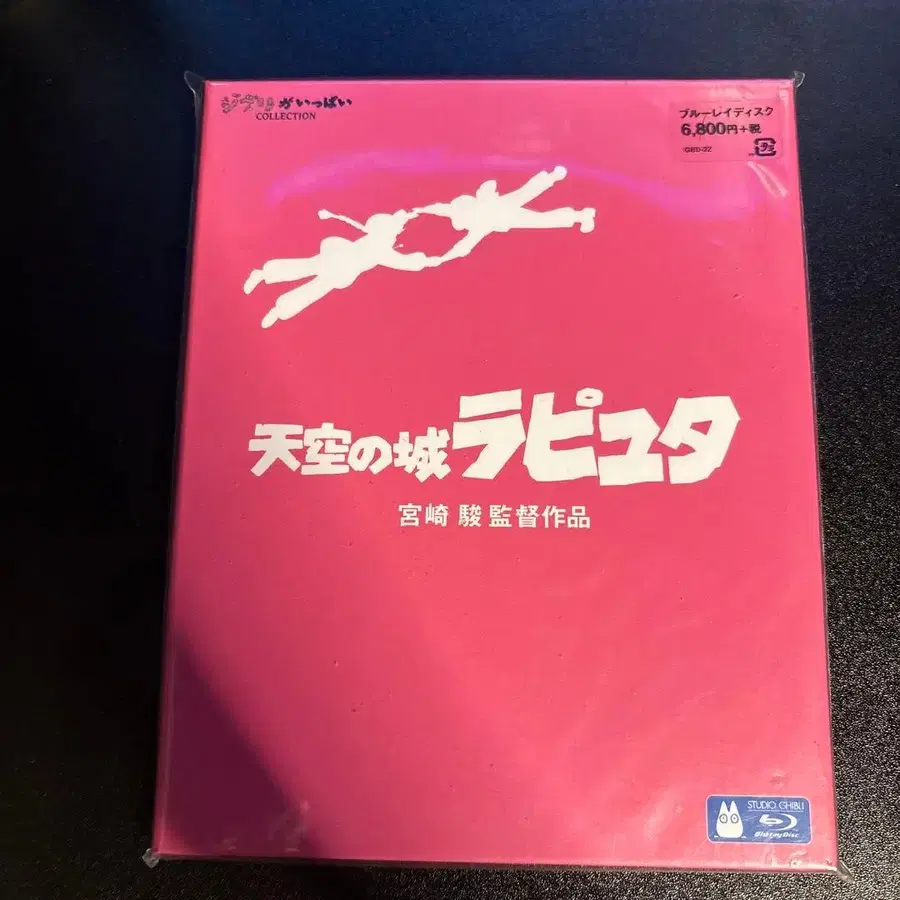 ジブリがいっぱい
COLLECTION
ブルーレイディスク
6,800円+税
天空の城ラピュタ
宮崎 駿 監督作品
STUDIO GHIBLI
Blu-ray Disc